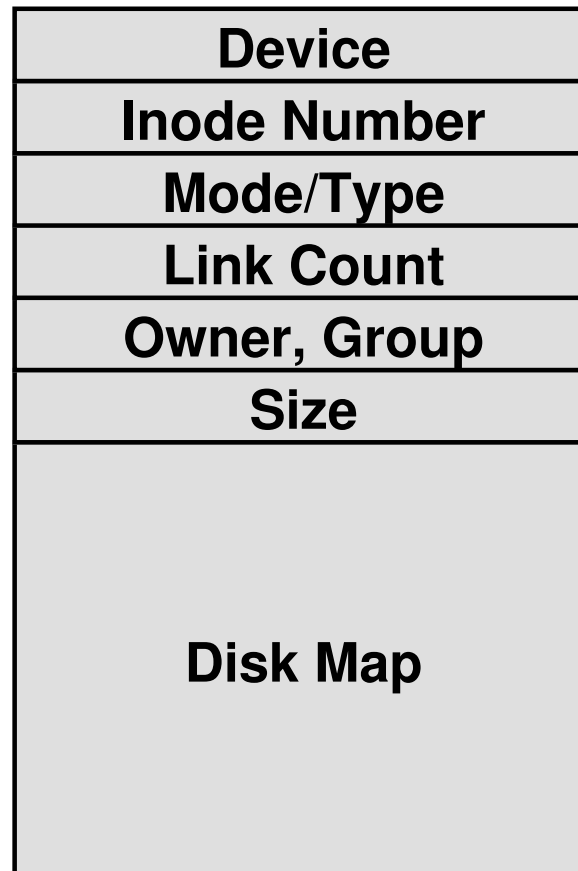 Device
Inode Number
Mode/Type
Link Count
Owner, Group
Size
Disk Map